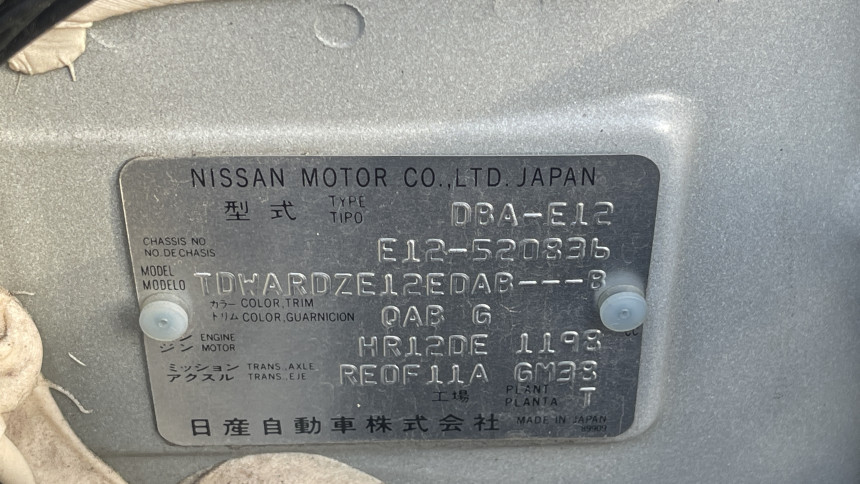 NISSAN MOTOR CO.,LTD. JAPAN
型式 TYPE TIPO DBA-E12
CHASSIS NO NO.DE CHASIS E12-520836
MODEL MODELO TDWARDZE12EDAB---B
カラー COLOR,TRIM
トリム COLOR,GUARNICION QAB G
ENGINE
ジン MOTOR HR12DE 1198
ミッション TRANS.,AXLE
アクスル TRANS.,EJE RE0F11A GM38
工場 PLANT PLANTA T
日産自動車株式会社 MADE IN JAPAN